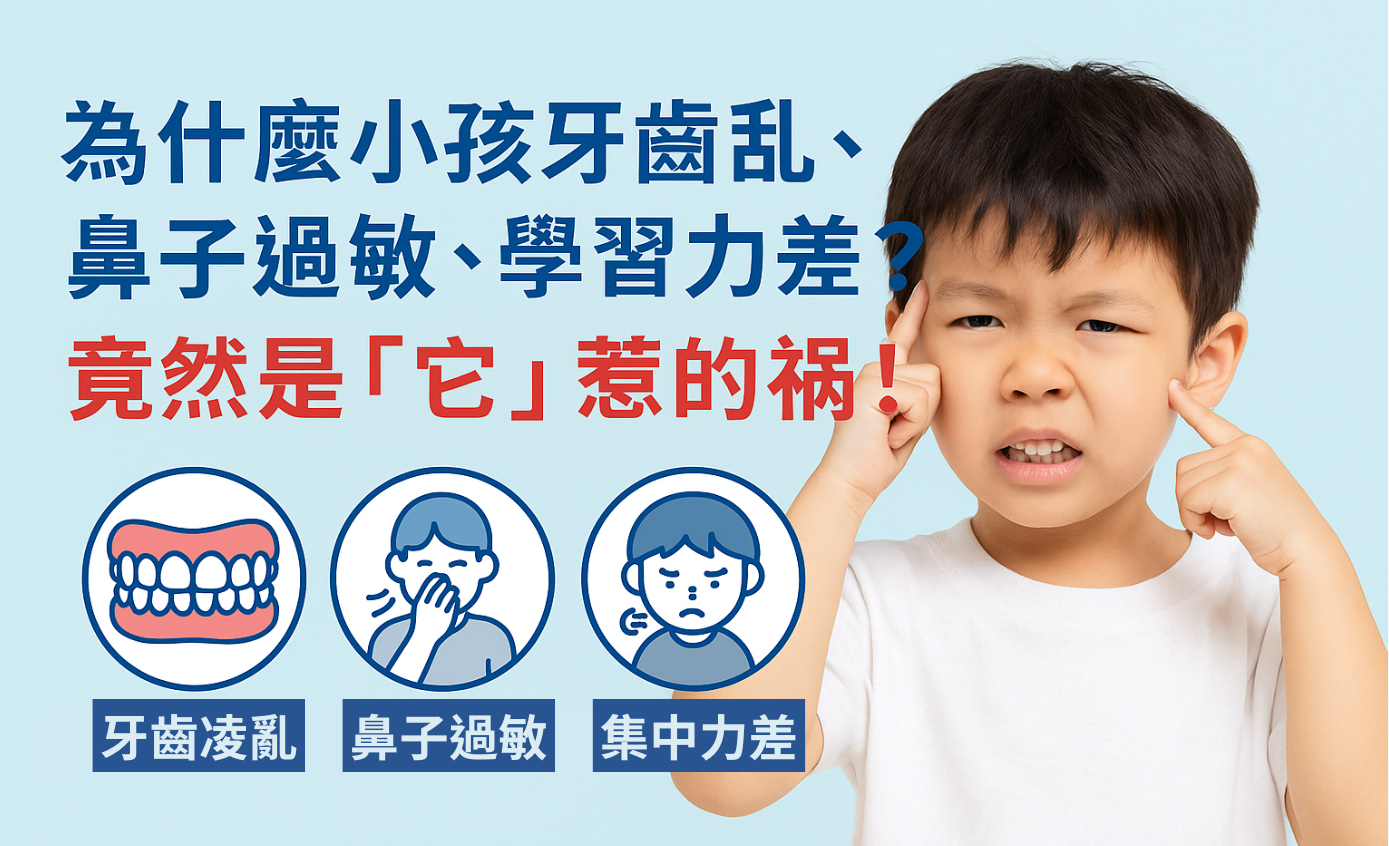 為什麼小孩牙齒乱、
鼻子過敏、學習力差?
竟然是「它」惹的祸!
牙齒凌亂
鼻子過敏
集中力差